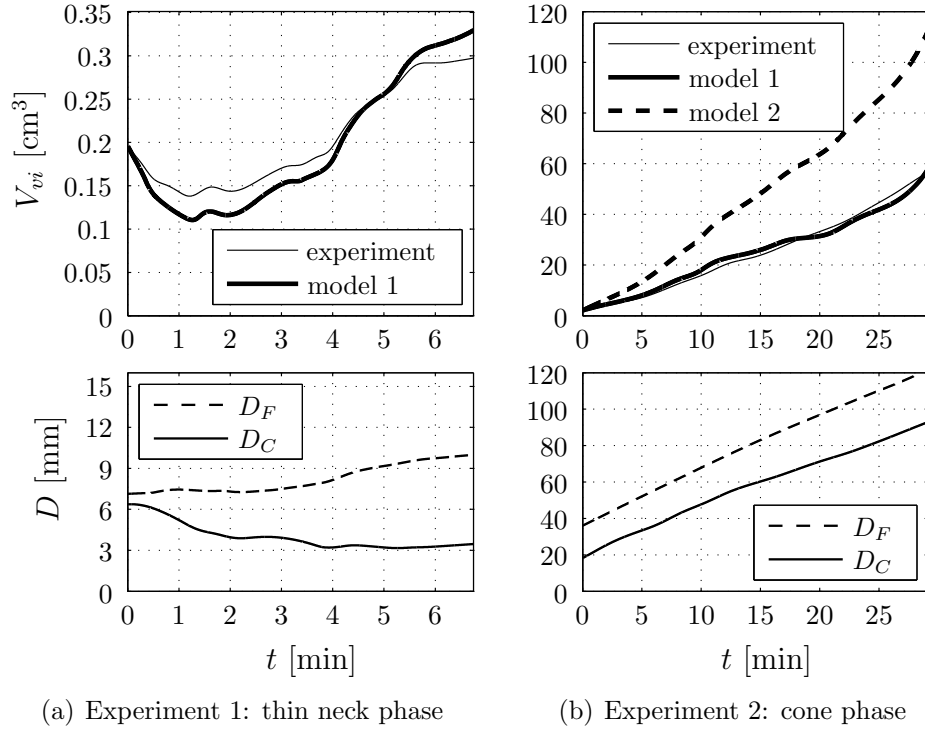 0.35
0.3
0.25
0.2
0.15
0.1
0.05
0
V_{vi} [cm^3]
experiment
model 1
0 1 2 3 4 5 6
120
100
80
60
40
20
0
experiment
model 1
model 2
0 5 10 15 20 25
15
12
9
6
3
0
D [mm]
D_F
D_C
0 1 2 3 4 5 6
t [min]
120
100
80
60
40
20
0
D_F
D_C
0 5 10 15 20 25
t [min]
(a) Experiment 1: thin neck phase
(b) Experiment 2: cone phase